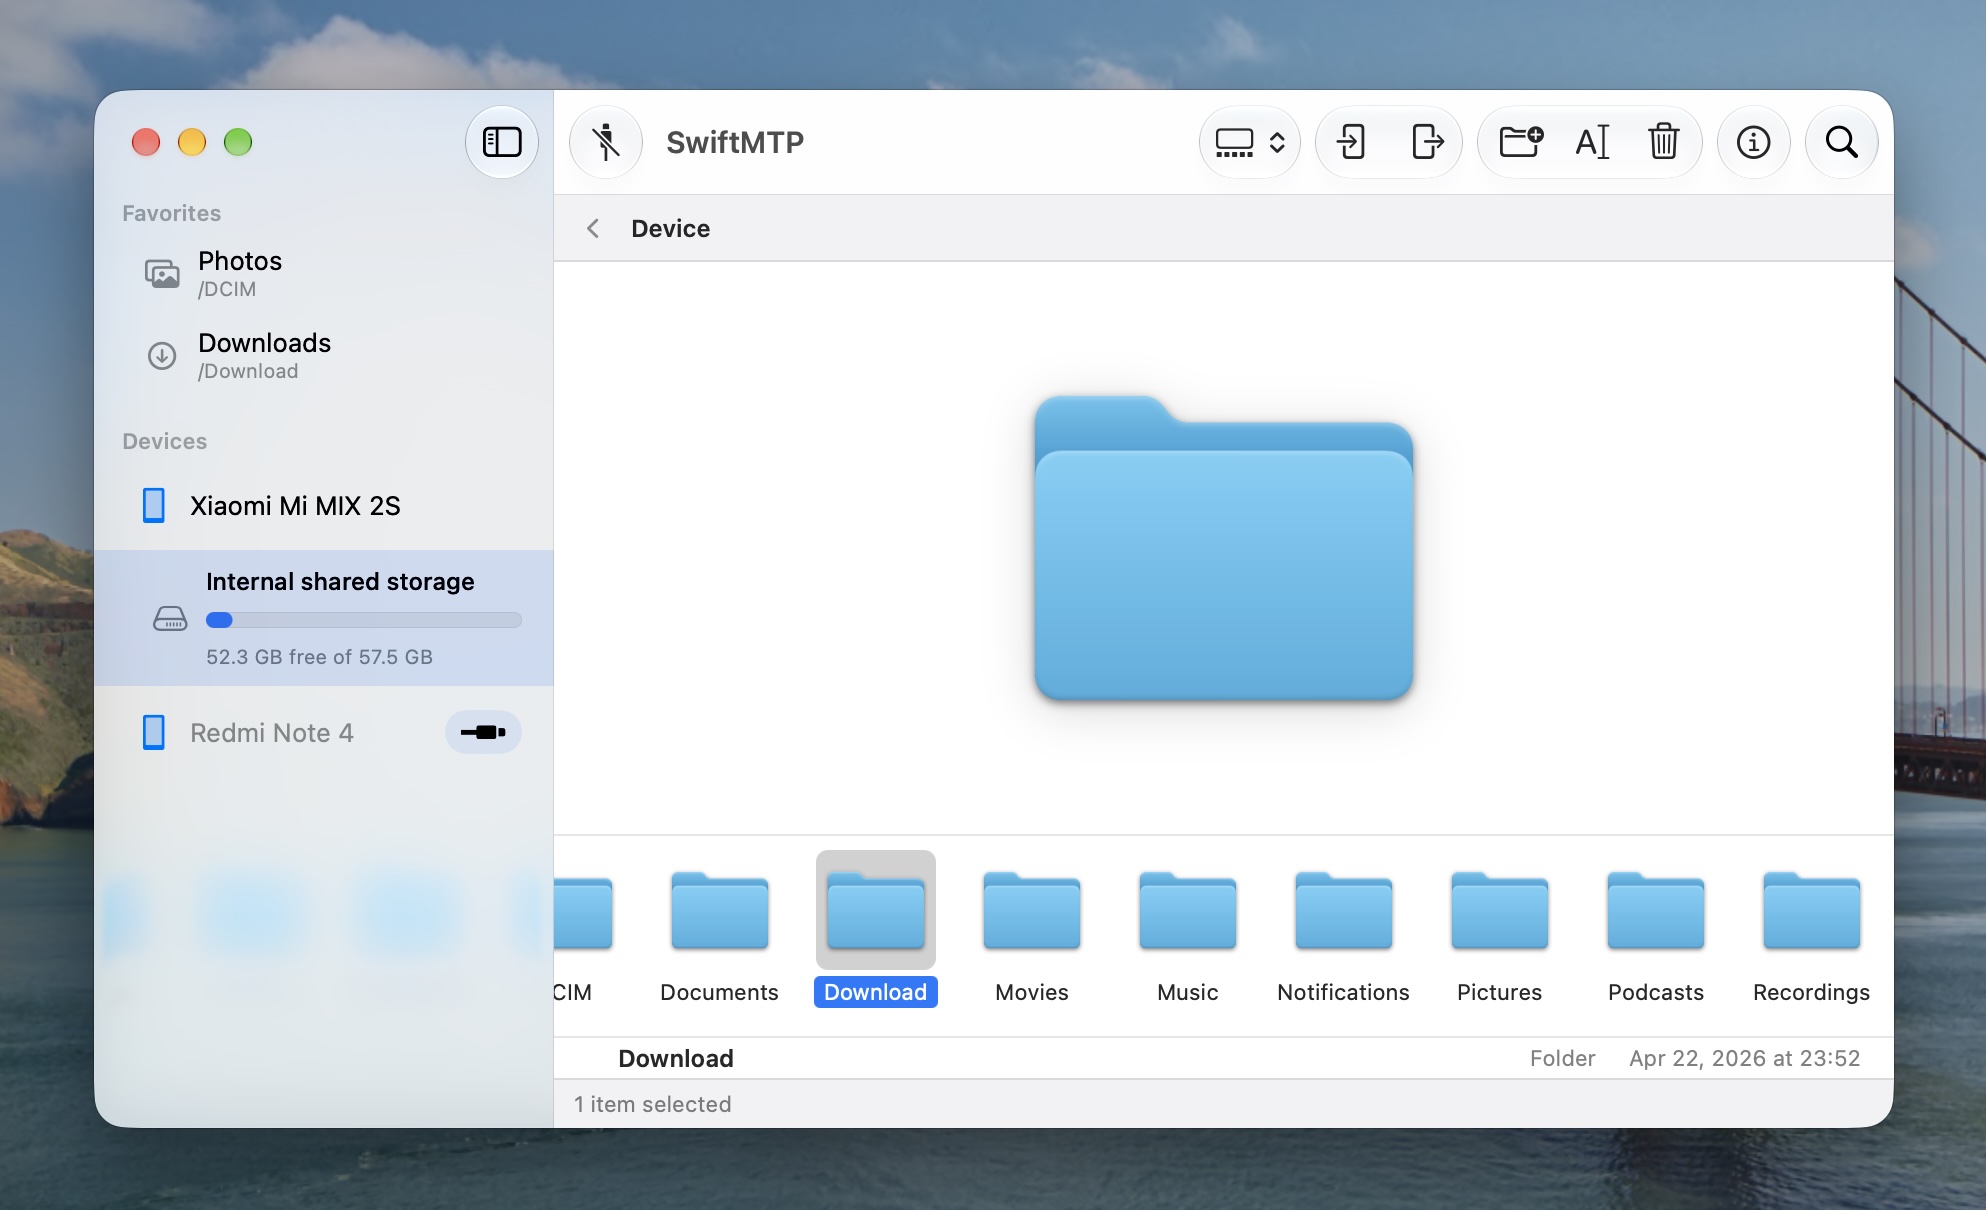 SwiftMTP
Favorites
Photos
/DCIM
Downloads
/Download
Devices
Xiaomi Mi MIX 2S
Internal shared storage
52.3 GB free of 57.5 GB
Redmi Note 4
Device
CIM
Documents
Download
Movies
Music
Notifications
Pictures
Podcasts
Recordings
Download
Folder
Apr 22, 2026 at 23:52
1 item selected